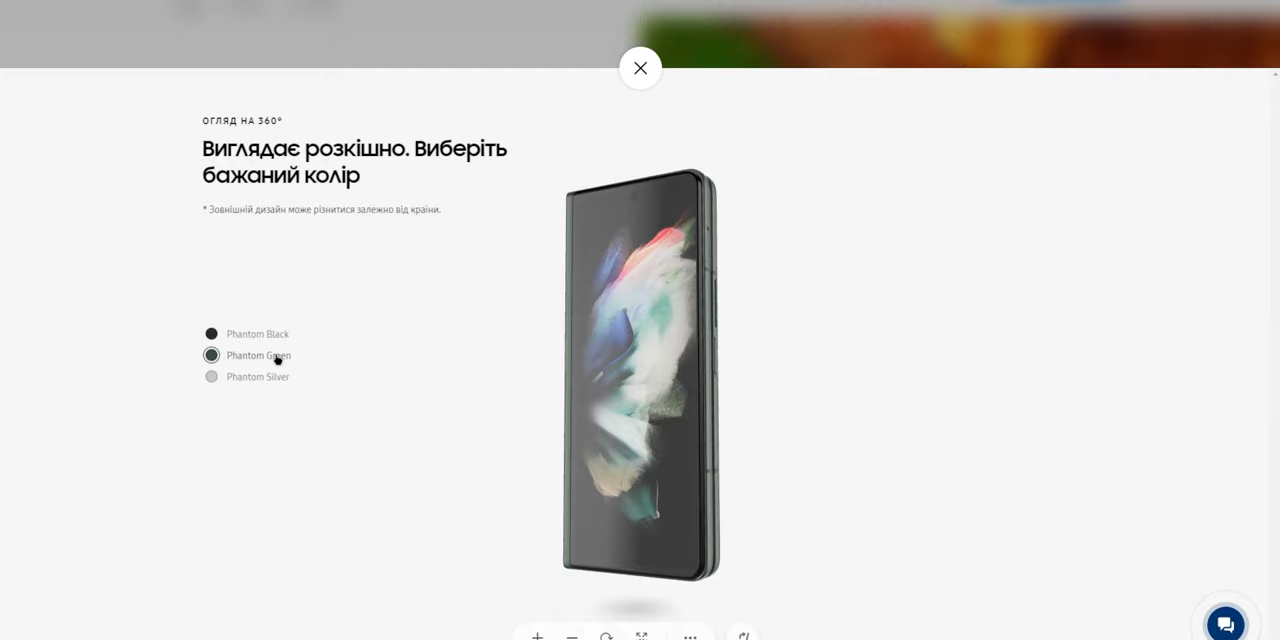 ОГЛЯД НА 360°
Виглядає розкішно. Виберіть
бажаний колір
* Зовнішній дизайн може різнитися залежно від країни.
Phantom Black
Phantom Green
Phantom Silver